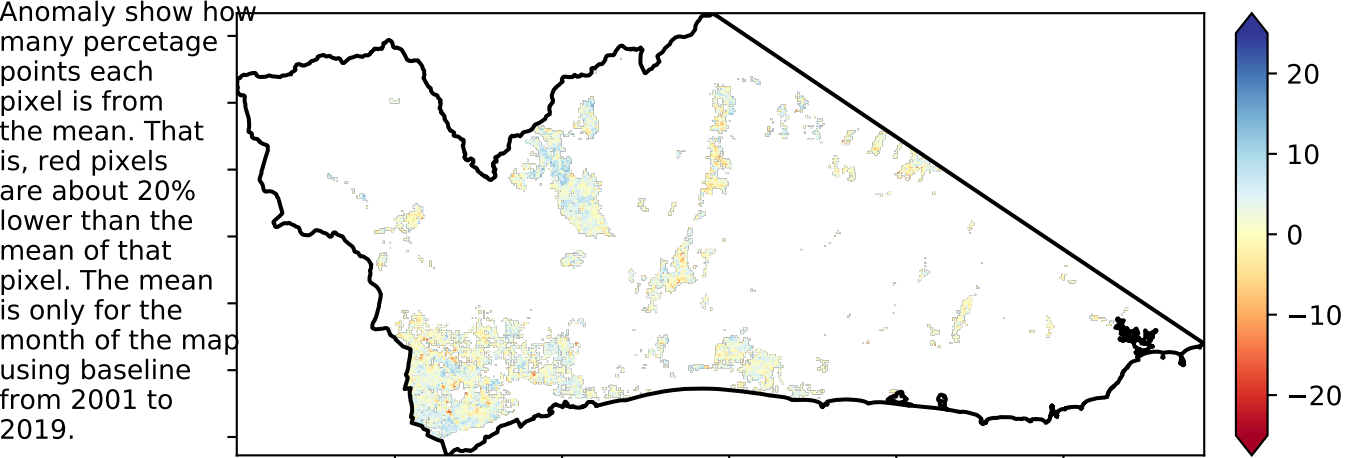 Anomaly show how
many percetage
points each
pixel is from
the mean. That
is, red pixels
are about 20%
lower than the
mean of that
pixel. The mean
is only for the
month of the map
using baseline
from 2001 to
2019.
20
10
0
−10
−20